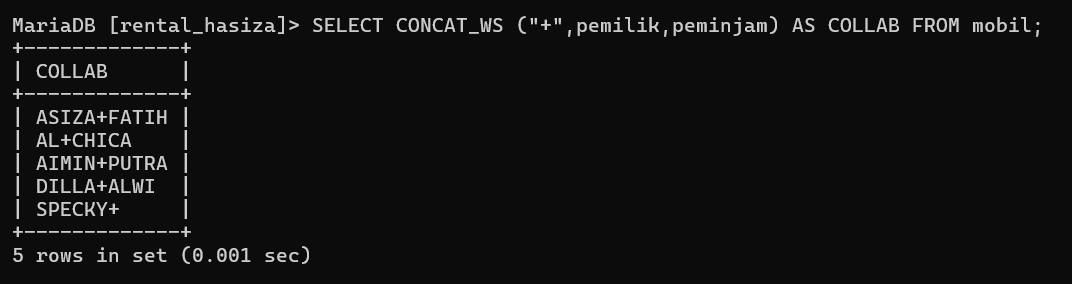 MariaDB [rental_hasiza]> SELECT CONCAT_WS ("+",pemilik,peminjam) AS COLLAB FROM mobil;
+-------------+
| COLLAB      |
+-------------+
| ASIZA+FATIH |
| AL+CHICA    |
| AIMIN+PUTRA |
| DILLA+ALWI  |
| SPECKY+     |
+-------------+
5 rows in set (0.001 sec)